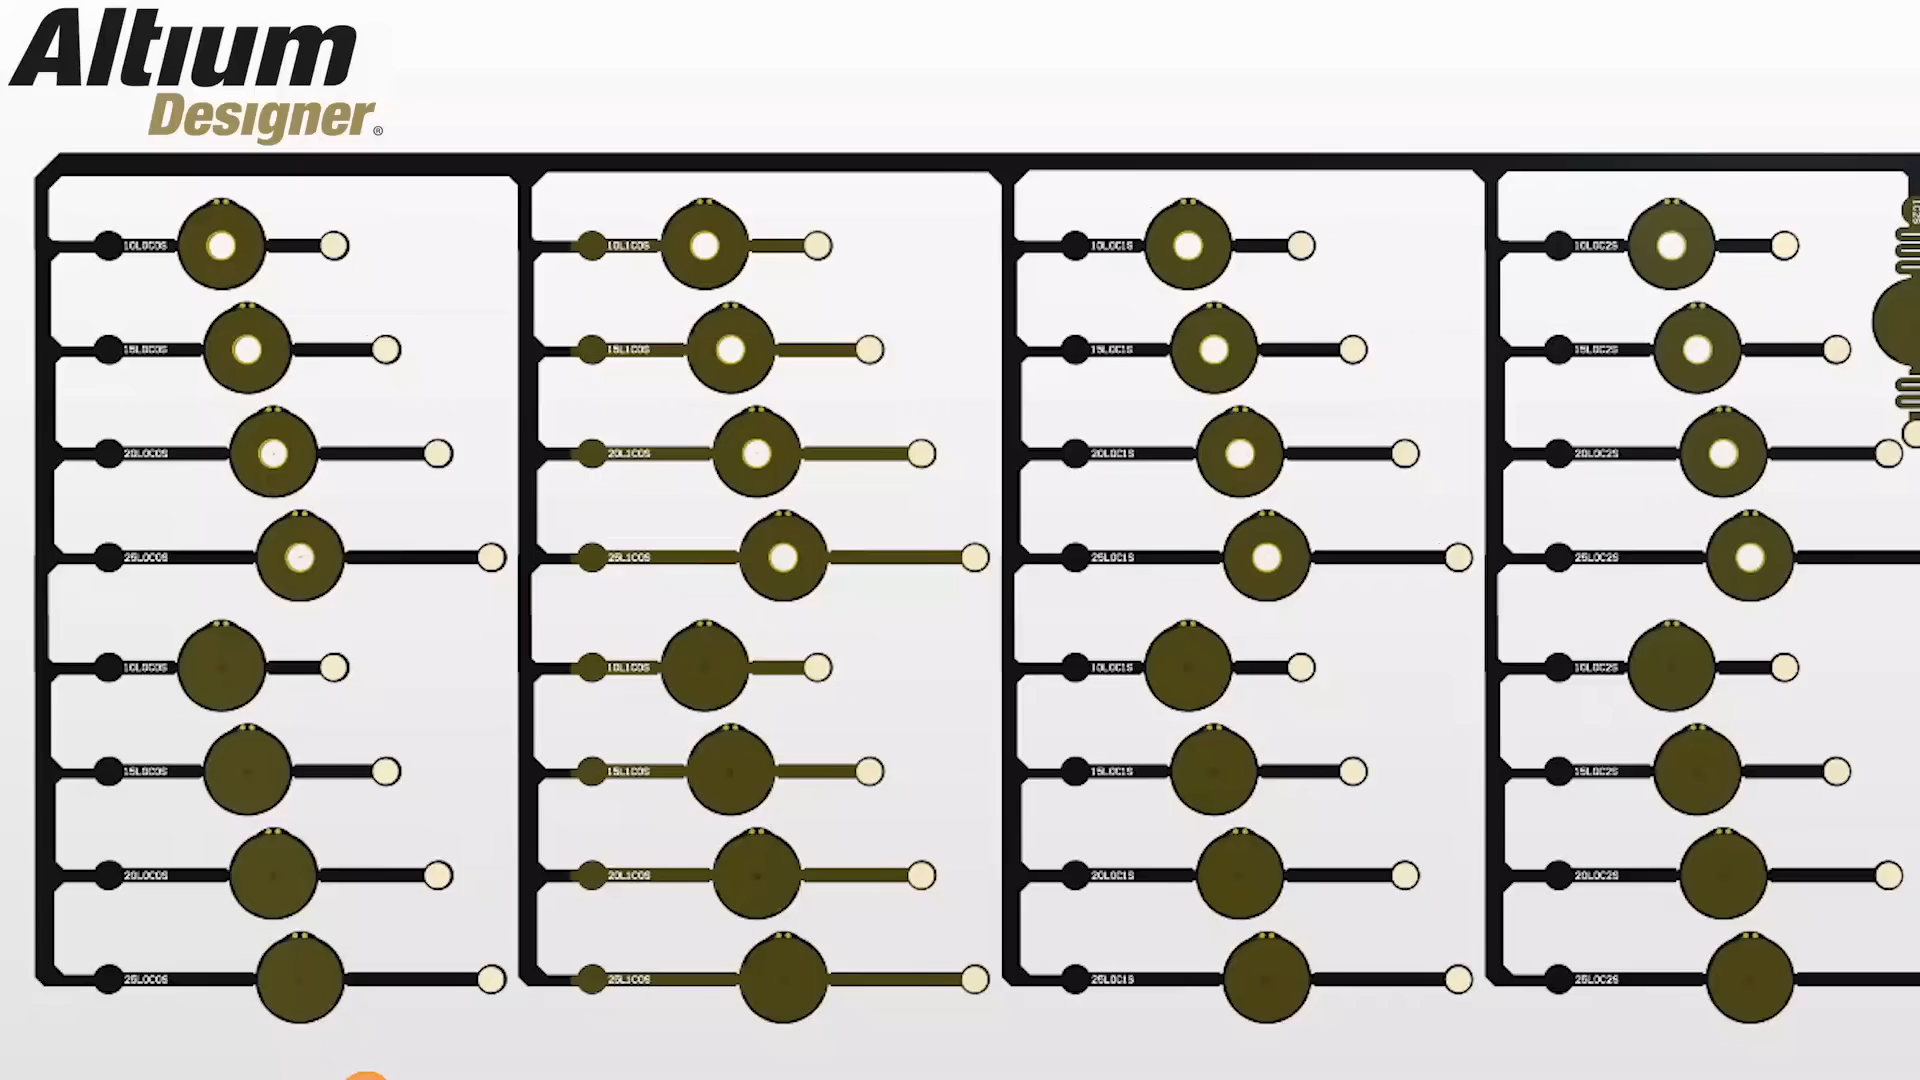 Altium
Designer®
10L0C0S
10L1C0S
10L0C1S
10L0C2S
15L0C0S
15L1C0S
15L0C1S
15L0C2S
20L0C0S
20L1C0S
20L0C1S
20L0C2S
25L0C0S
25L1C0S
25L0C1S
25L0C2S
10L0C0S
10L1C0S
10L0C1S
10L0C2S
15L0C0S
15L1C0S
15L0C1S
15L0C2S
20L0C0S
20L1C0S
20L0C1S
20L0C2S
25L0C0S
25L1C0S
25L0C1S
25L0C2S